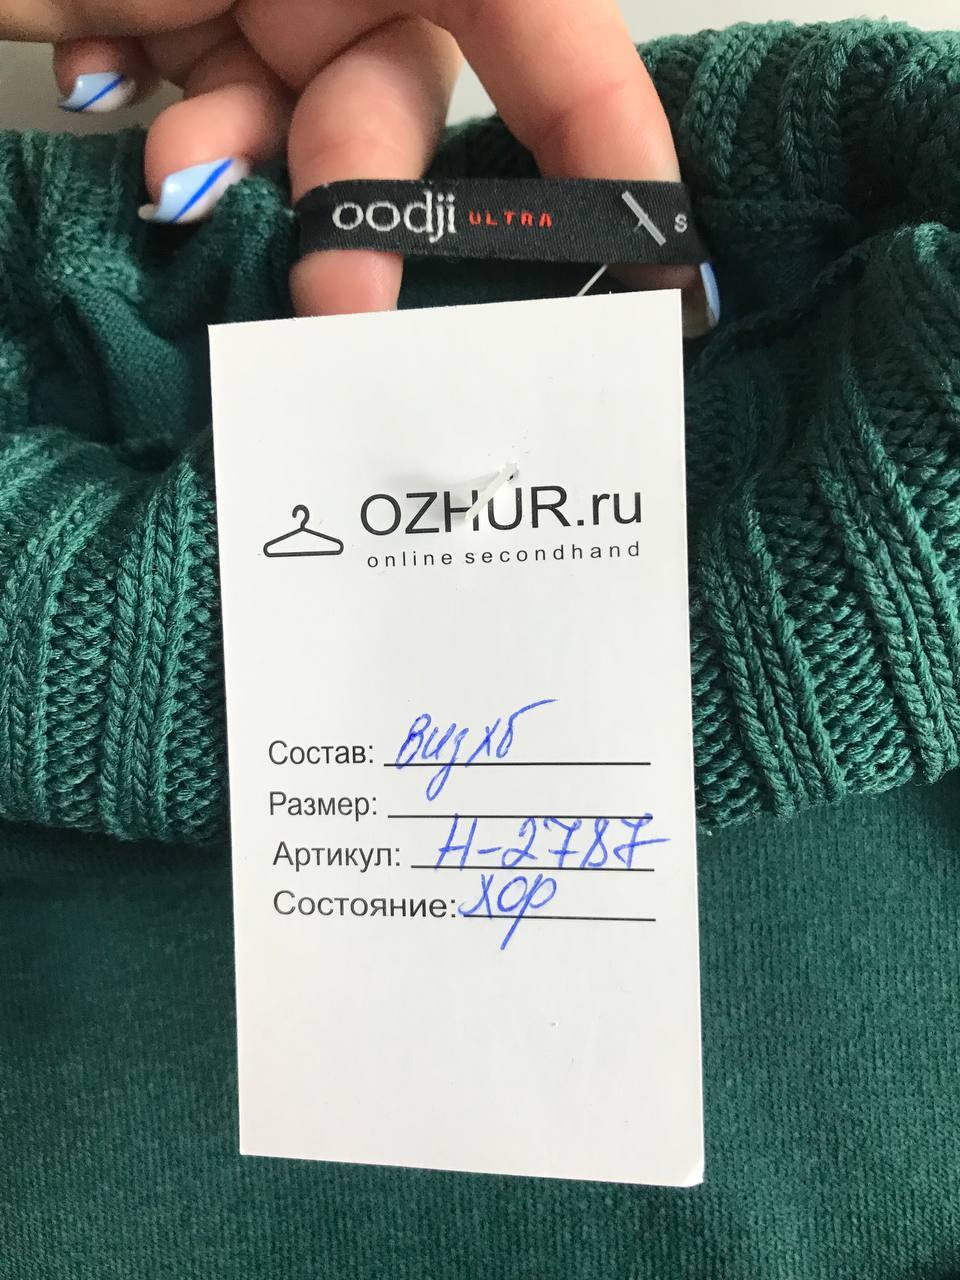 oodji ULTRA S
OZHUR.ru
online secondhand
Состав: виз хб
Размер:
Артикул: Н-2787
Состояние: хор